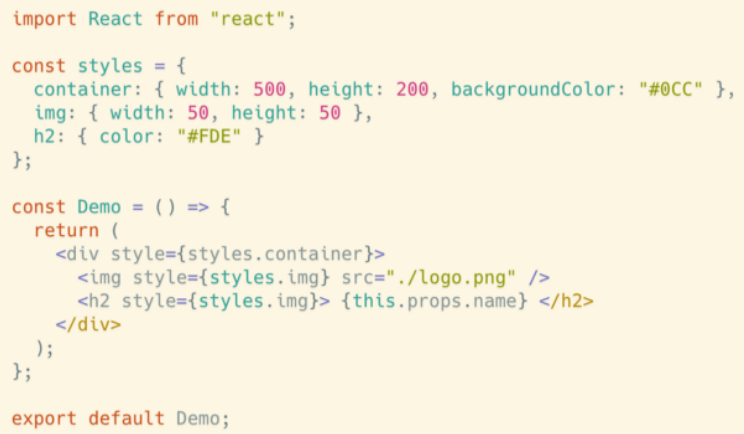 import React from "react";

const styles = {
  container: { width: 500, height: 200, backgroundColor: "#0CC" },
  img: { width: 50, height: 50 },
  h2: { color: "#FDE" }
};

const Demo = () => {
  return (
    <div style={styles.container}>
      <img style={styles.img} src="./logo.png" />
      <h2 style={styles.img}> {this.props.name} </h2>
    </div>
  );
};

export default Demo;